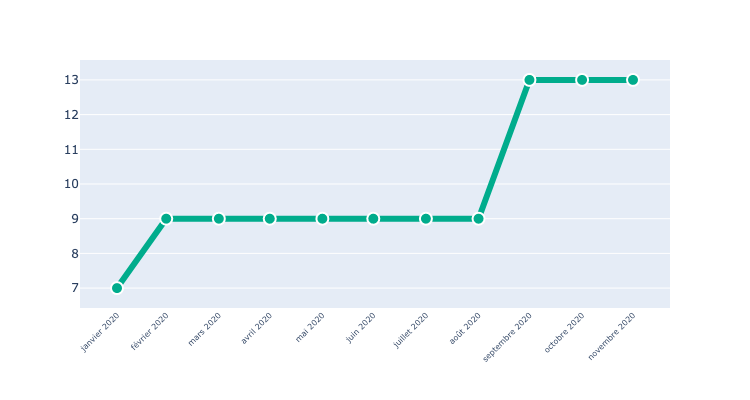 13
12
11
10
9
8
7
janvier 2020
février 2020
mars 2020
avril 2020
mai 2020
juin 2020
juillet 2020
août 2020
septembre 2020
octobre 2020
novembre 2020